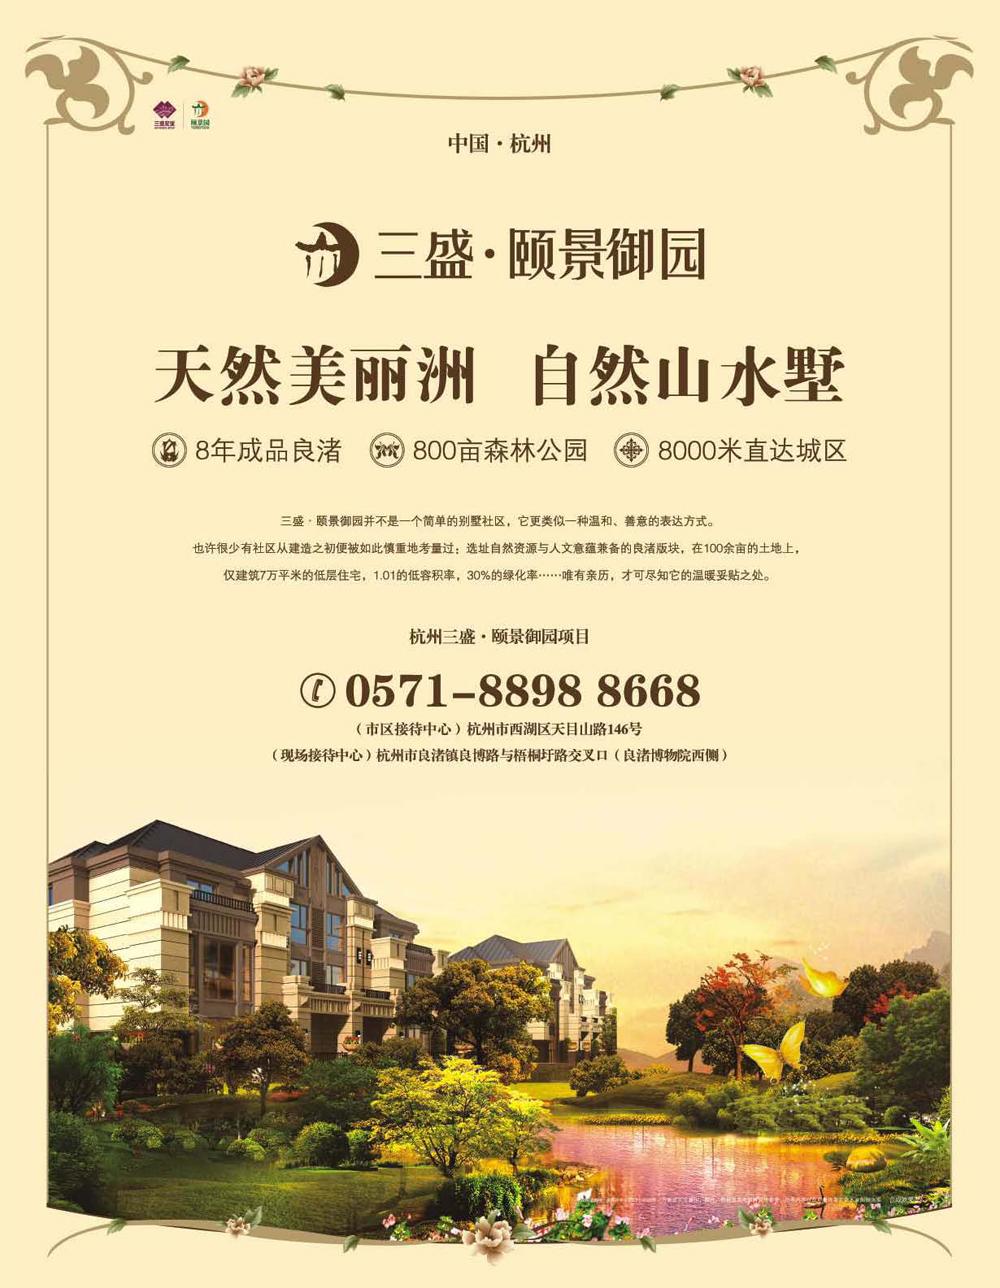 三盛宏业
颐景园
中国·杭州
三盛·颐景御园
天然美丽洲 自然山水墅
8年成品良渚 800亩森林公园 8000米直达城区
三盛·颐景御园并不是一个简单的别墅社区，它更类似一种温和、善意的表达方式。
也许很少有社区从建造之初便被如此慎重地考量过；选址自然资源与人文意蕴兼备的良渚版块，在100余亩的土地上，
仅建筑7万平米的低层住宅，1.01的低容积率，30%的绿化率……唯有亲历，才可尽知它的温暖妥贴之处。
杭州三盛·颐景御园项目
0571-8898 8668
（市区接待中心）杭州市西湖区天目山路146号
（现场接待中心）杭州市良渚镇良博路与梧桐圩路交叉口（良渚博物院西侧）